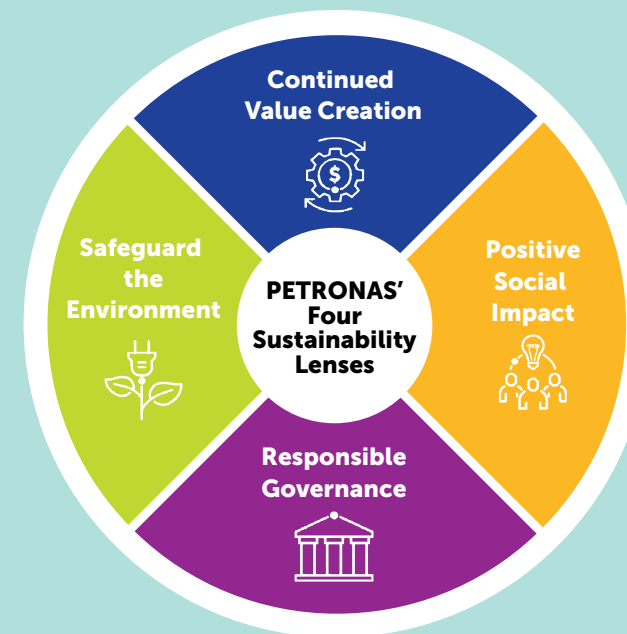 Continued
Value Creation
$
Safeguard
the
Environment
PETRONAS’
Four
Sustainability
Lenses
Positive
Social
Impact
Responsible
Governance